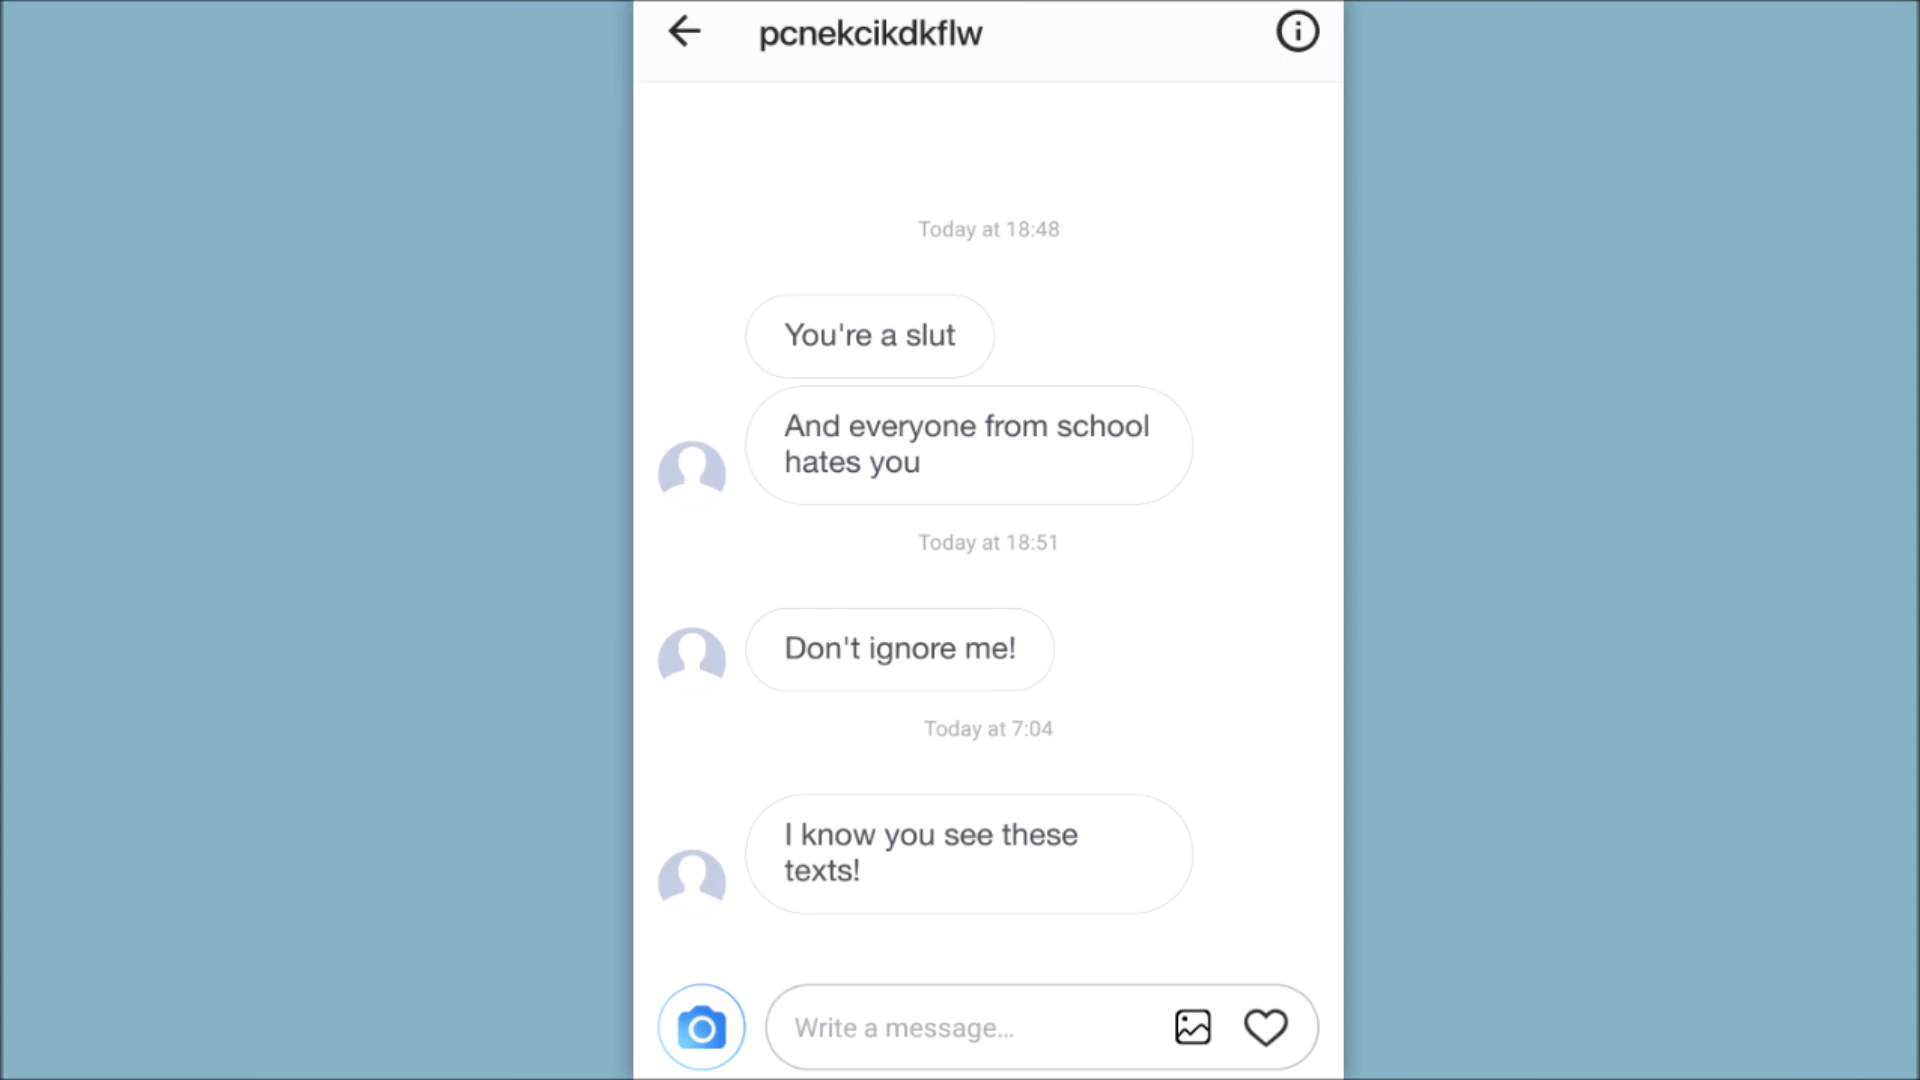 pcnekcikdkflw
Today at 18:48
You're a slut
And everyone from school
hates you
Today at 18:51
Don't ignore me!
Today at 7:04
I know you see these
texts!
Write a message...